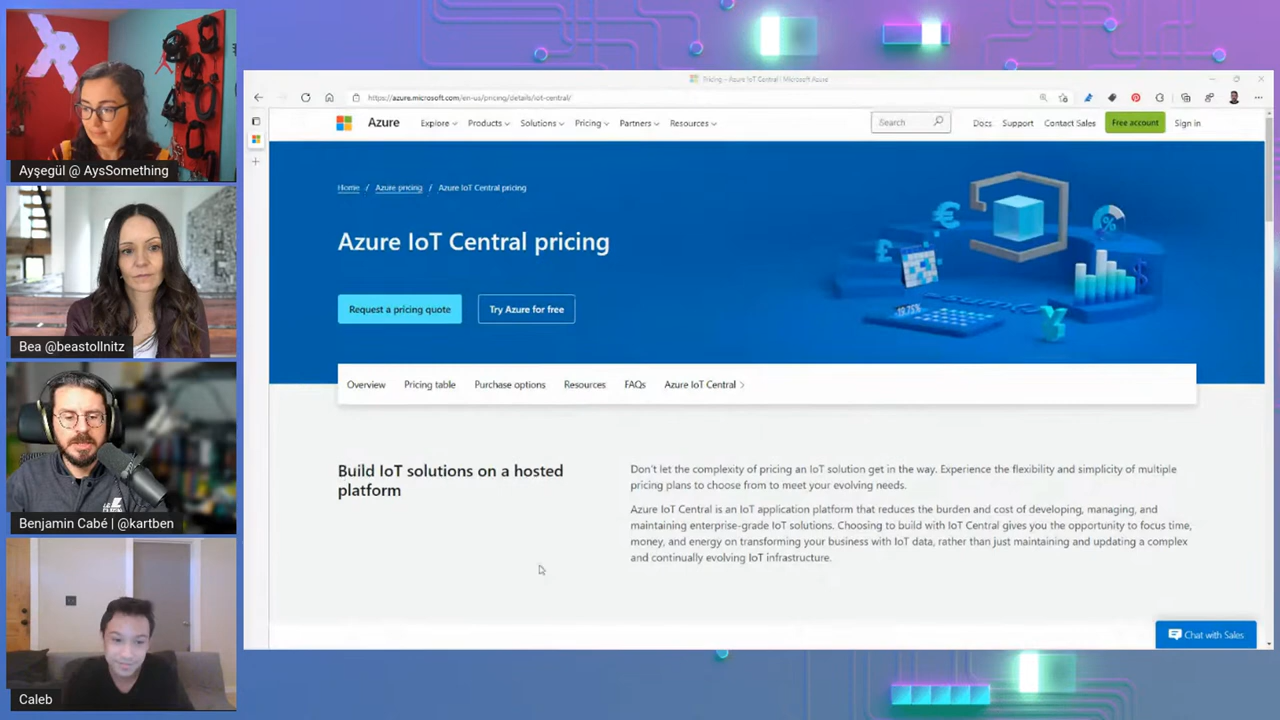 Ayşegül @ AysSomething
Bea @beastollnitz
Benjamin Cabé | @kartben
Caleb
Pricing – Azure IoT Central | Microsoft Azure
https://azure.microsoft.com/en-us/pricing/details/iot-central/
Azure Explore Products Solutions Pricing Partners Resources Search Docs Support Contact Sales Free account Sign in
Home / Azure pricing / Azure IoT Central pricing
Azure IoT Central pricing
Request a pricing quote Try Azure for free
Overview Pricing table Purchase options Resources FAQs Azure IoT Central
Build IoT solutions on a hosted
platform
Don't let the complexity of pricing an IoT solution get in the way. Experience the flexibility and simplicity of multiple
pricing plans to choose from to meet your evolving needs.
Azure IoT Central is an IoT application platform that reduces the burden and cost of developing, managing, and
maintaining enterprise-grade IoT solutions. Choosing to build with IoT Central gives you the opportunity to focus time,
money, and energy on transforming your business with IoT data, rather than just maintaining and updating a complex
and continually evolving IoT infrastructure.
Chat with Sales